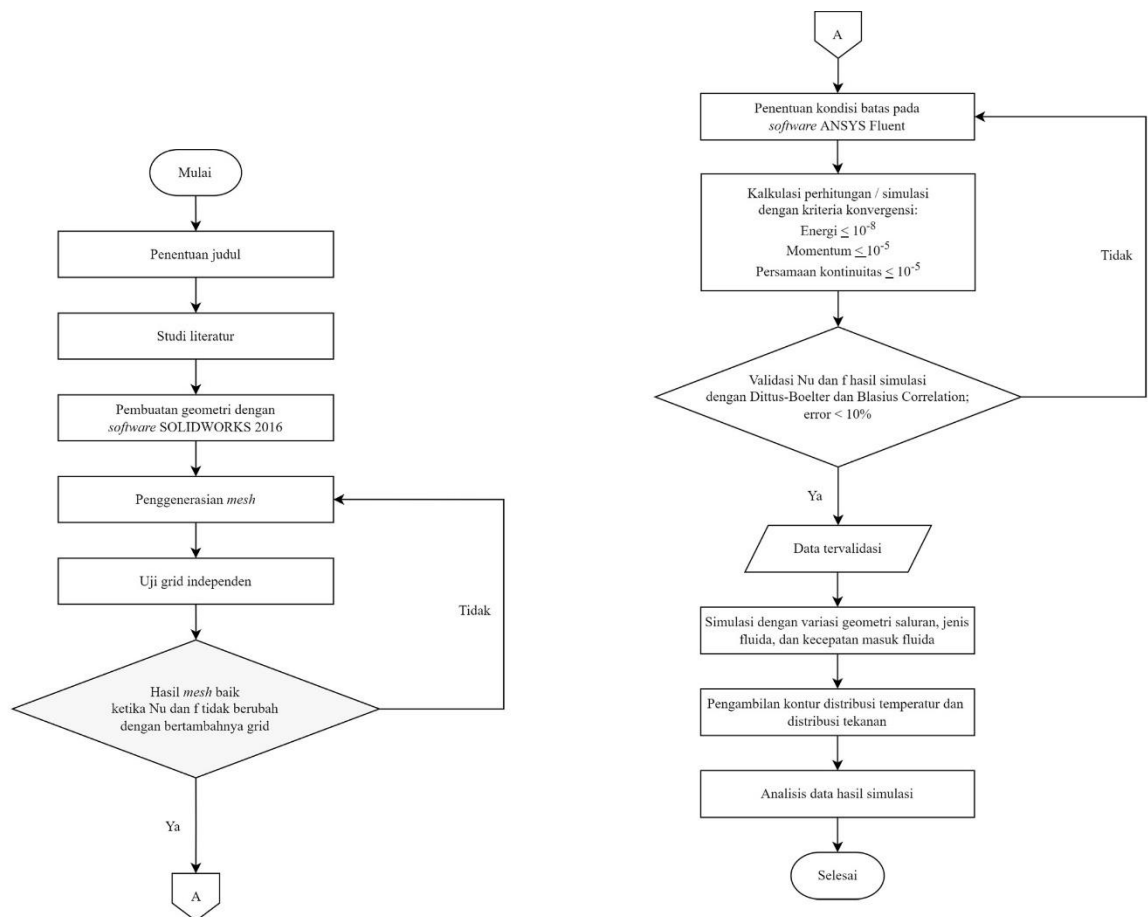 Mulai
Penentuan judul
Studi literatur
Pembuatan geometri dengan
software SOLIDWORKS 2016
Penggenerasian mesh
Uji grid independen
Tidak
Hasil mesh baik
ketika Nu dan f tidak berubah
dengan bertambahnya grid
Ya
A
A
Penentuan kondisi batas pada
software ANSYS Fluent
Kalkulasi perhitungan / simulasi
dengan kriteria konvergensi:
Energi ≤ 10⁻⁸
Momentum ≤ 10⁻⁵
Persamaan kontinuitas ≤ 10⁻⁵
Tidak
Validasi Nu dan f hasil simulasi
dengan Dittus-Boelter dan Blasius Correlation;
error < 10%
Ya
Data tervalidasi
Simulasi dengan variasi geometri saluran, jenis
fluida, dan kecepatan masuk fluida
Pengambilan kontur distribusi temperatur dan
distribusi tekanan
Analisis data hasil simulasi
Selesai